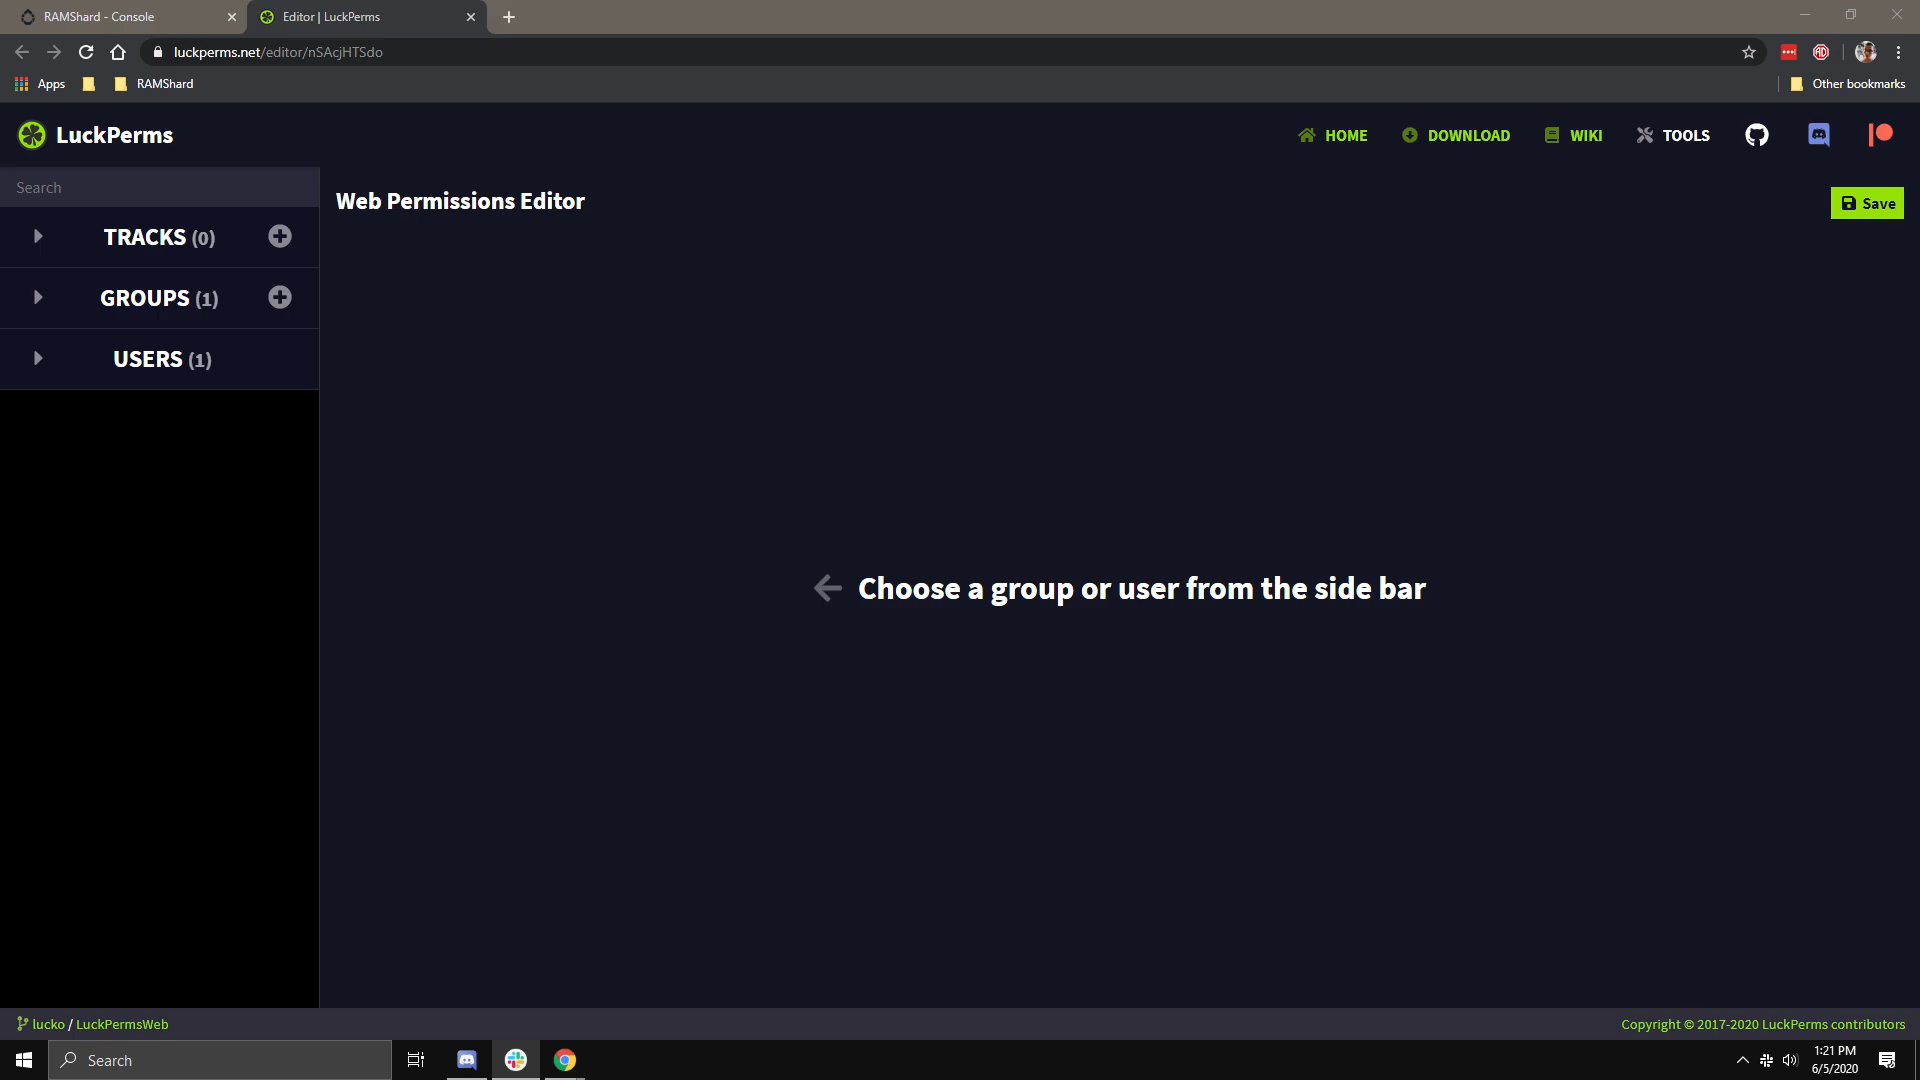 RAMShard - Console
Editor | LuckPerms
luckperms.net/editor/nSAcjHTSdo
Apps
RAMShard
Other bookmarks
LuckPerms
HOME
DOWNLOAD
WIKI
TOOLS
Search
Web Permissions Editor
Save
TRACKS (0)
GROUPS (1)
USERS (1)
Choose a group or user from the side bar
lucko / LuckPermsWeb
Copyright © 2017-2020 LuckPerms contributors
Search
1:21 PM
6/5/2020